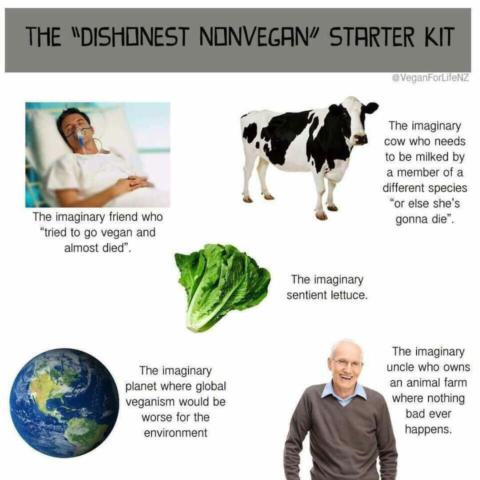 THE "DISHONEST NONVEGAN" STARTER KIT
@VeganForLifeNZ
The imaginary
cow who needs
to be milked by
a member of a
different species
"or else she's
gonna die".
The imaginary friend who
"tried to go vegan and
almost died".
The imaginary
sentient lettuce.
The imaginary
planet where global
veganism would be
worse for the
environment
The imaginary
uncle who owns
an animal farm
where nothing
bad ever
happens.